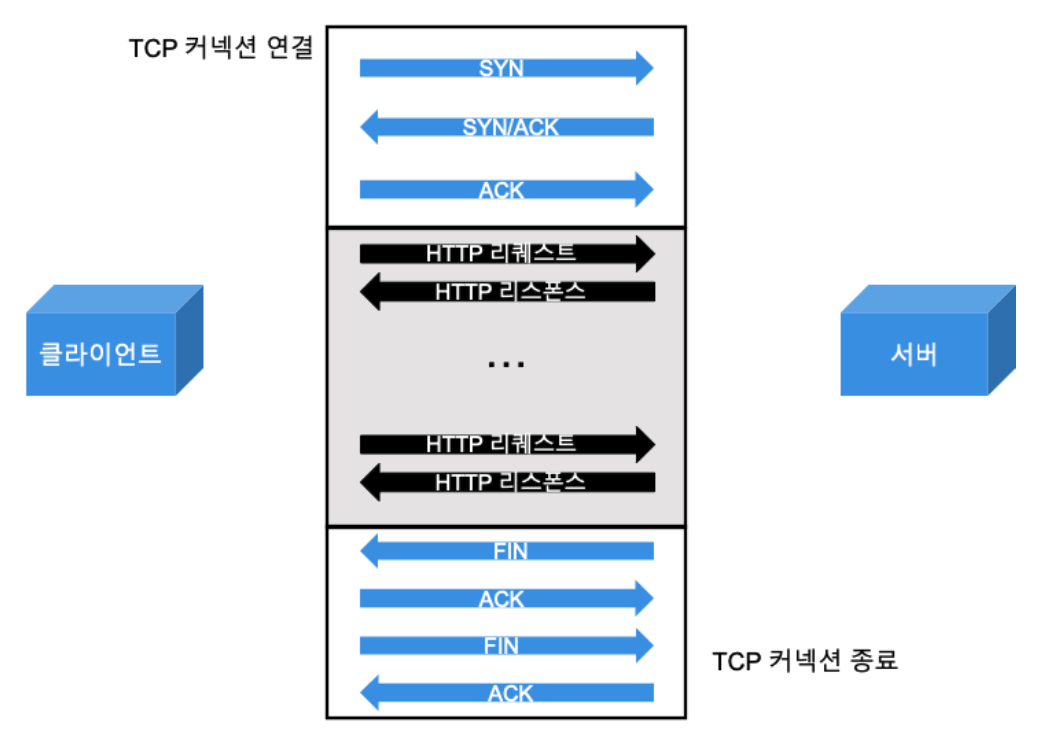 TCP 커넥션 연결
SYN
SYN/ACK
ACK
HTTP 리퀘스트
HTTP 리스폰스
...
HTTP 리퀘스트
HTTP 리스폰스
클라이언트
서버
FIN
ACK
FIN
ACK
TCP 커넥션 종료